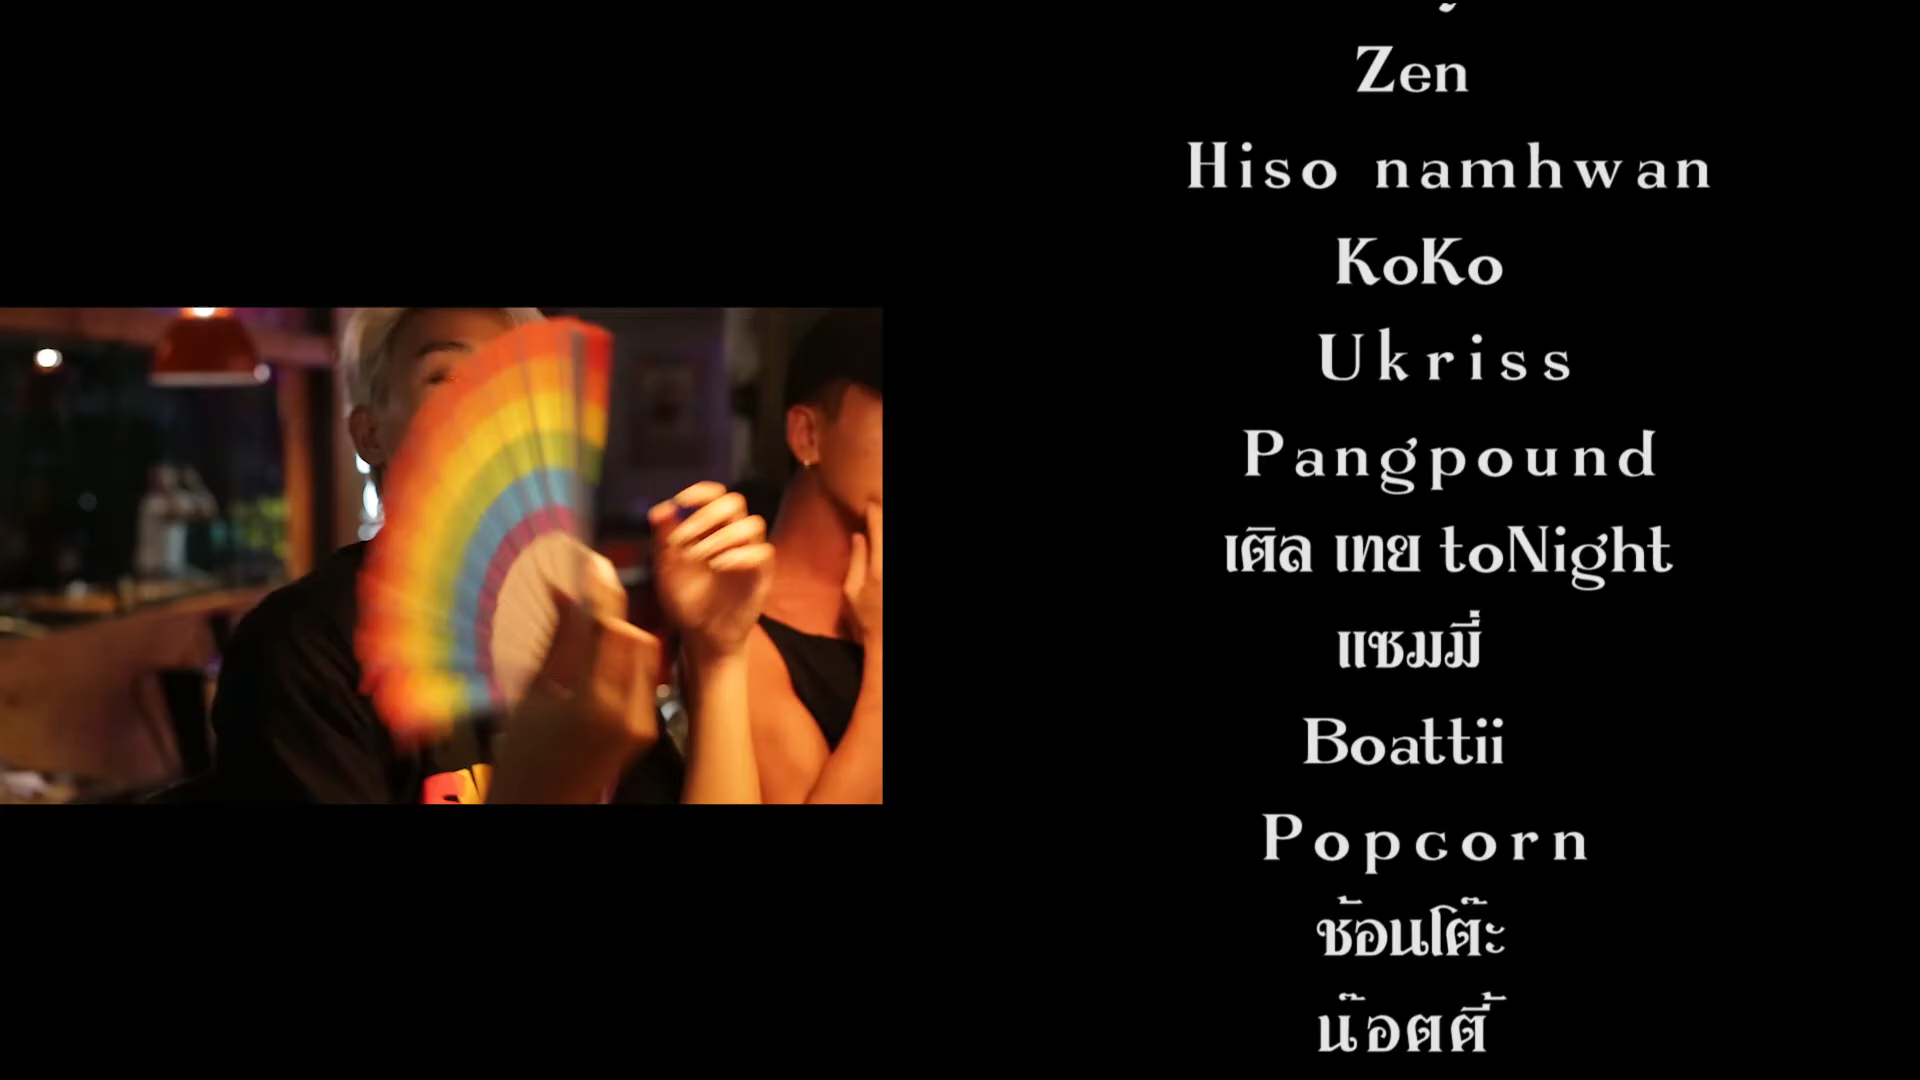 Zen
Hiso namhwan
KoKo
Ukriss
Pangpound
เติล เทย toNight
แซมมี่
Boattii
Popcorn
ช้อนโต๊ะ
น๊อตตี้